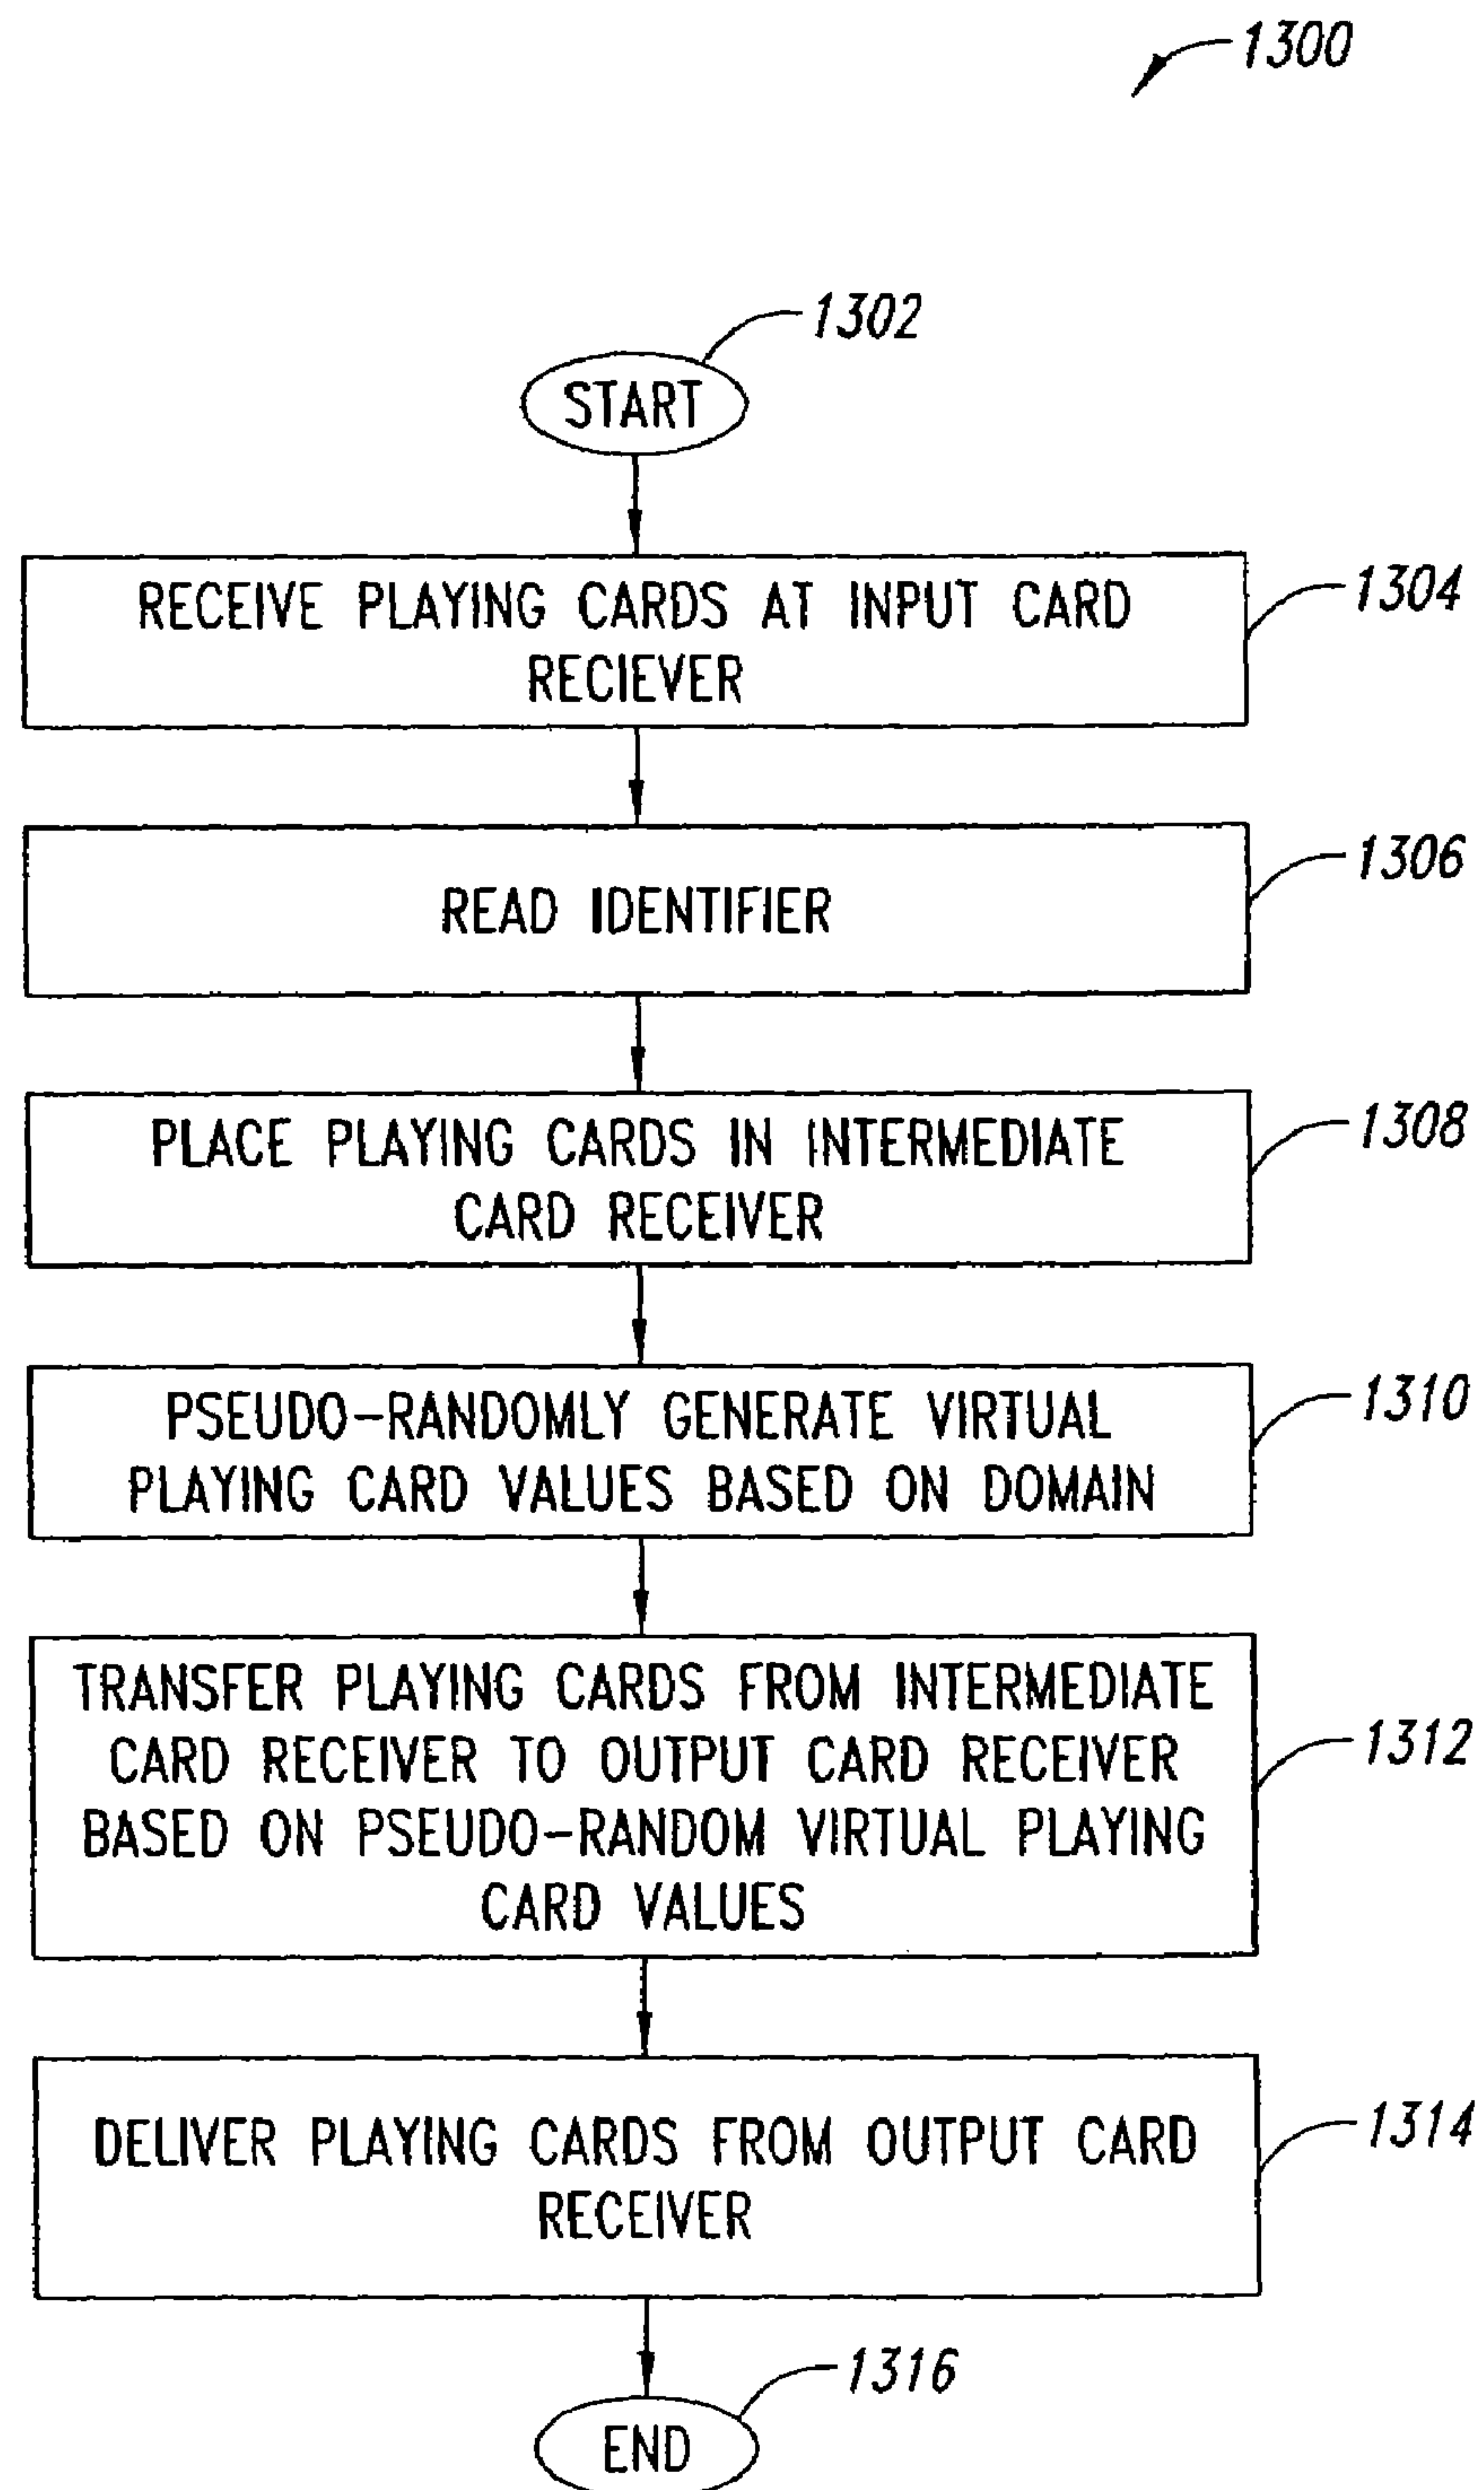 1300
1302
START
RECEIVE PLAYING CARDS AT INPUT CARD
RECIEVER
1304
READ IDENTIFIER
1306
PLACE PLAYING CARDS IN INTERMEDIATE
CARD RECEIVER
1308
PSEUDO-RANDOMLY GENERATE VIRTUAL
PLAYING CARD VALUES BASED ON DOMAIN
1310
TRANSFER PLAYING CARDS FROM INTERMEDIATE
CARD RECEIVER TO OUTPUT CARD RECEIVER
BASED ON PSEUDO-RANDOM VIRTUAL PLAYING
CARD VALUES
1312
DELIVER PLAYING CARDS FROM OUTPUT CARD
RECEIVER
1314
1316
END